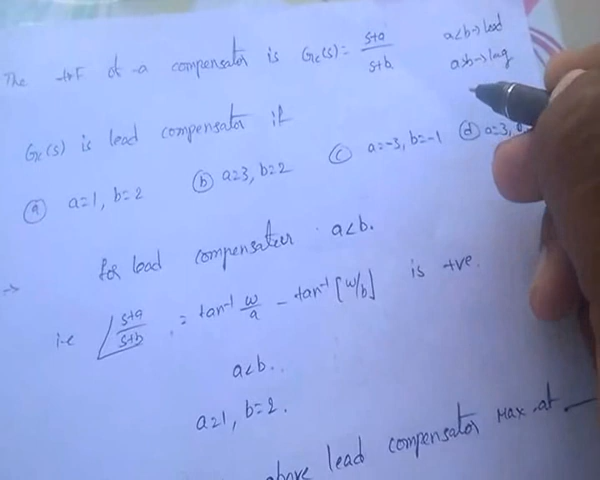 The trF of a compensator is Gc(s) = s+a / s+b
a<b → lead
a>b → lag
Gc(s) is lead compensator if
(a) a=1, b=2 (b) a=3, b=2 (c) a=-3, b=-1 (d) a=3,
⇒ for lead compensator a<b.
i.e ∠ s+a / s+b = tan⁻¹ ω/a - tan⁻¹ [ω/b] is +ve.
a<b.
a=1, b=2.
above lead compensator Max. at